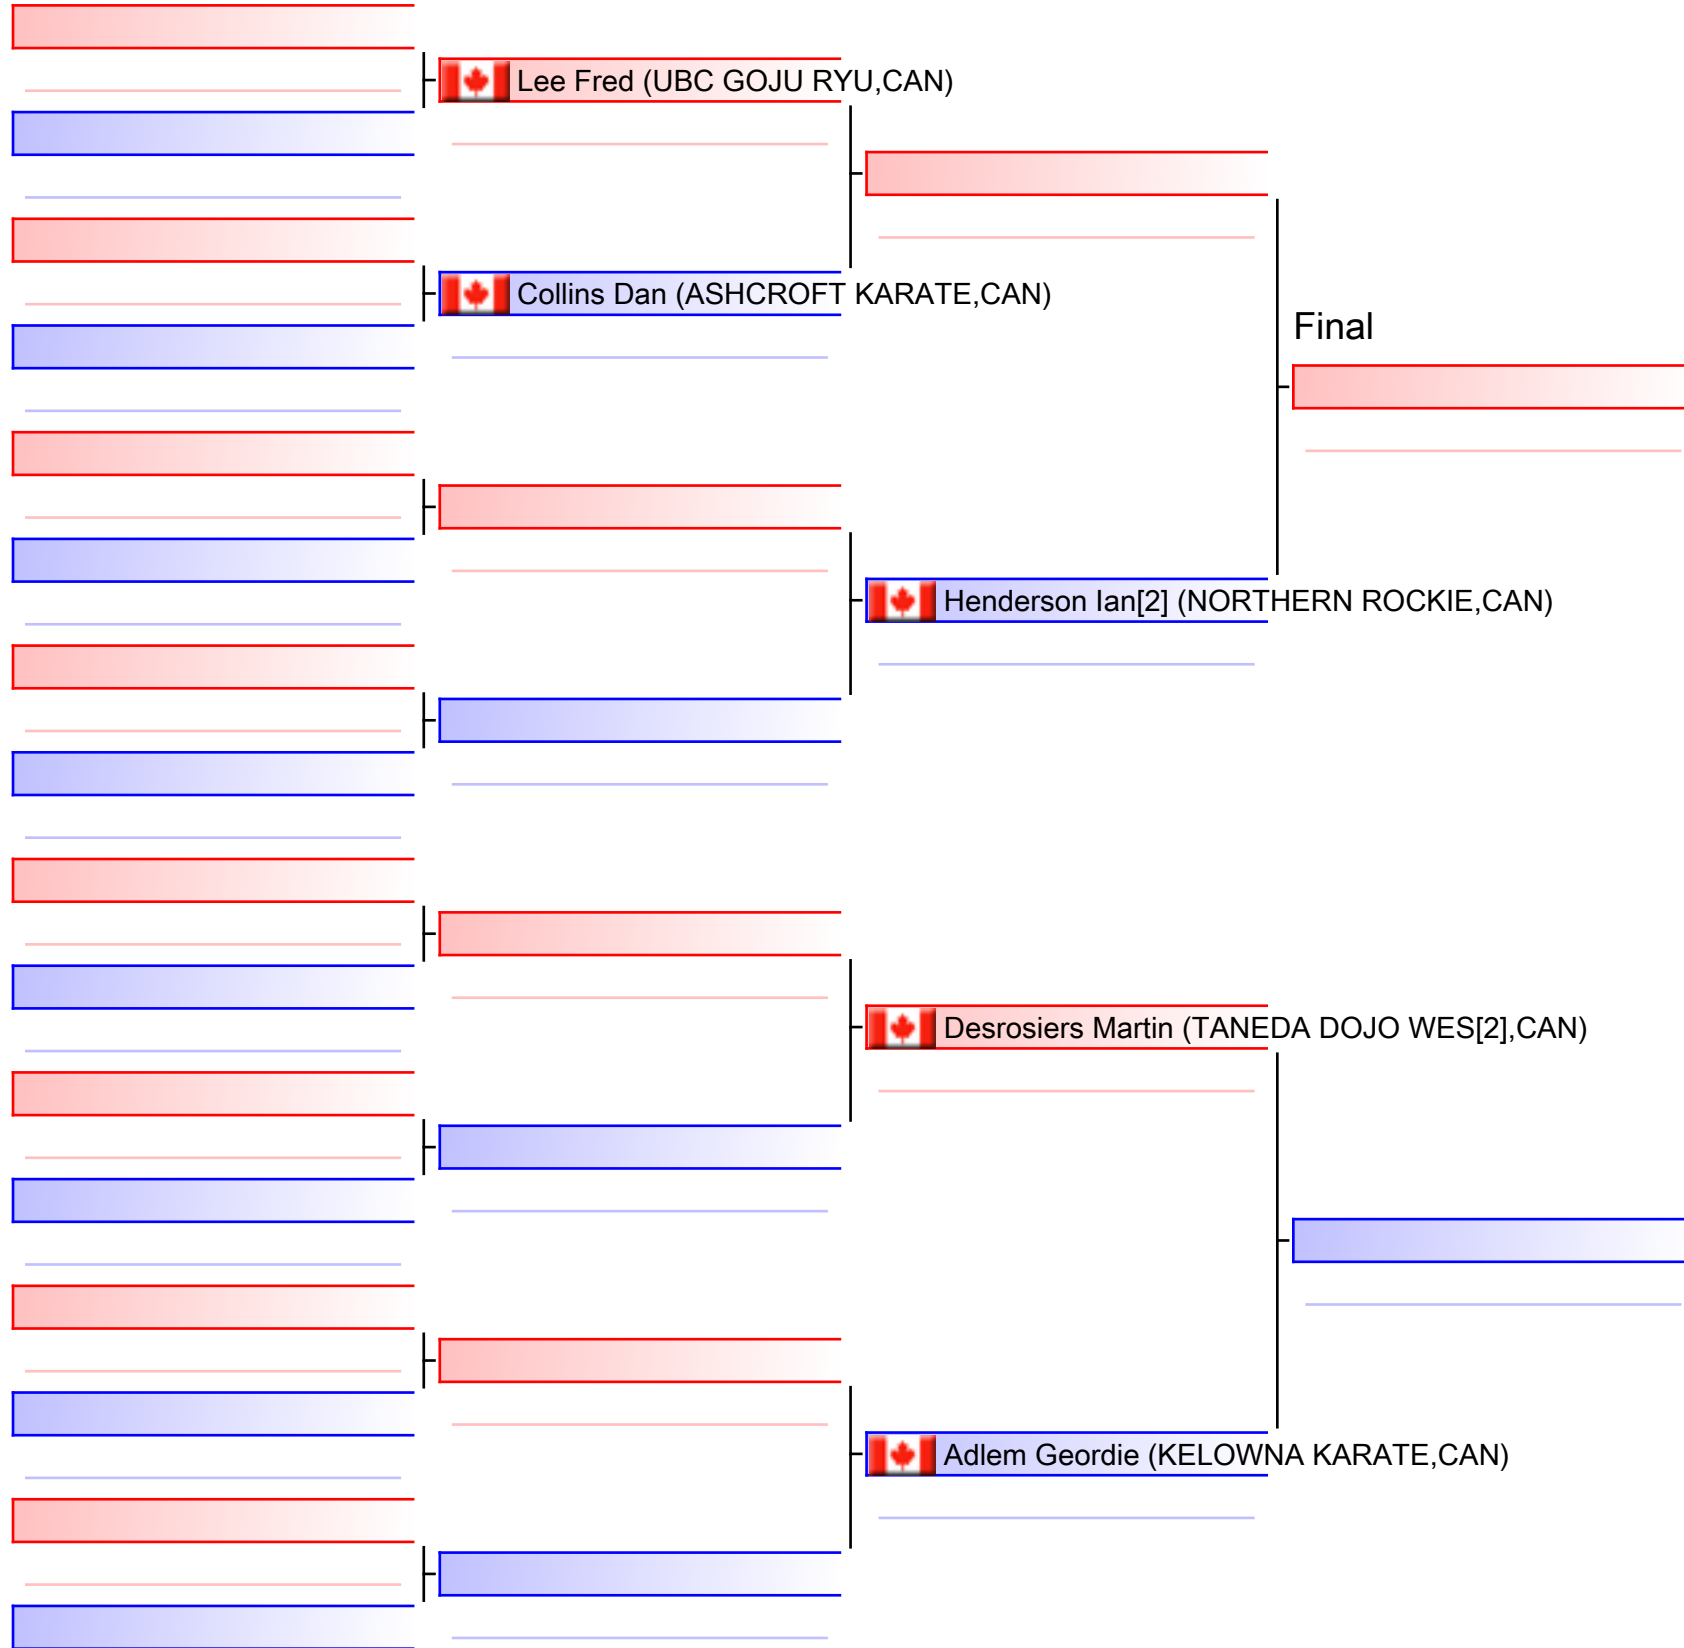 Lee Fred (UBC GOJU RYU,CAN)
Collins Dan (ASHCROFT KARATE,CAN)
Final
Henderson Ian[2] (NORTHERN ROCKIE,CAN)
Desrosiers Martin (TANEDA DOJO WES[2],CAN)
Adlem Geordie (KELOWNA KARATE,CAN)